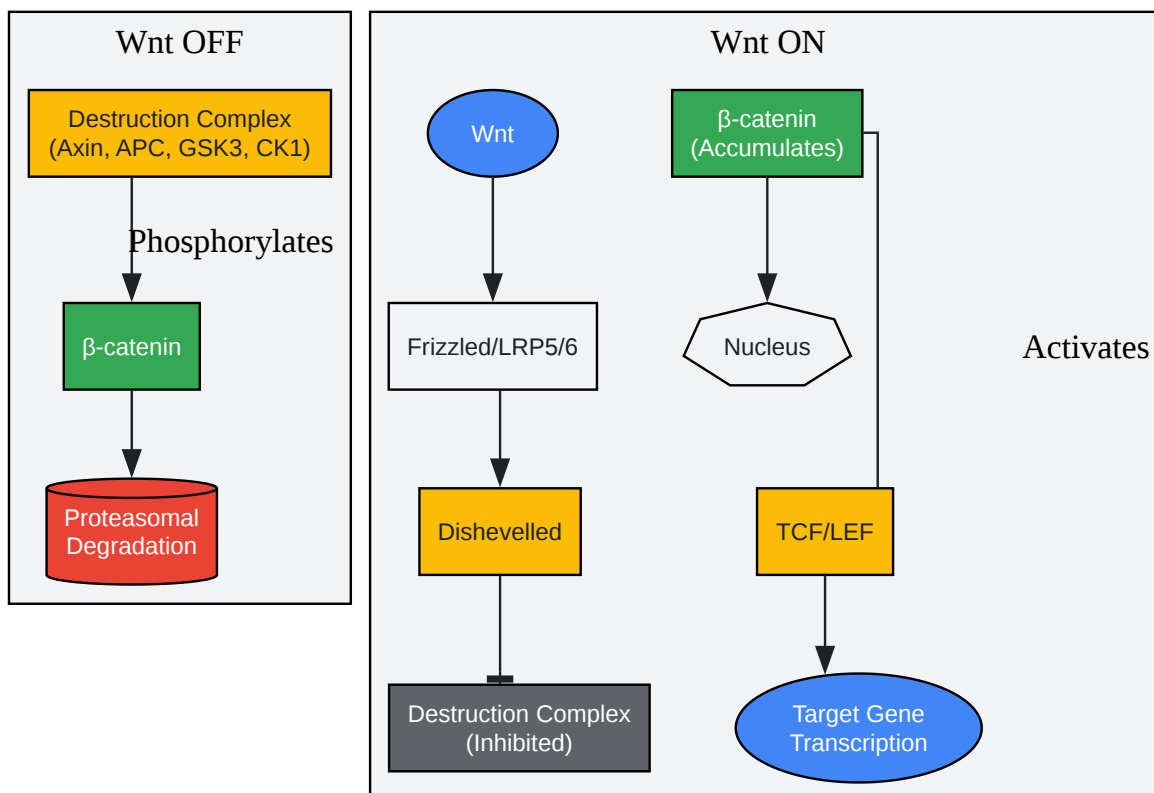 Wnt OFF
Destruction Complex
(Axin, APC, GSK3, CK1)
Phosphorylates
β-catenin
Proteasomal
Degradation
Wnt ON
Wnt
Frizzled/LRP5/6
Dishevelled
Destruction Complex
(Inhibited)
β-catenin
(Accumulates)
Nucleus
Activates
TCF/LEF
Target Gene
Transcription